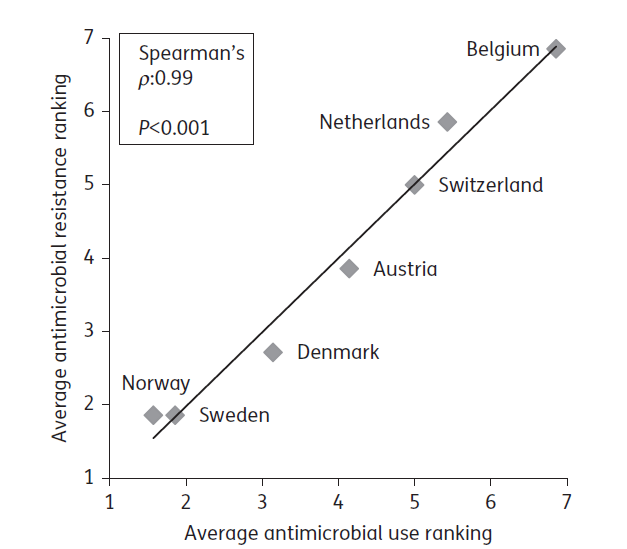 7
Spearman's
ρ:0.99
P<0.001
Belgium
6
Netherlands
5
Switzerland
4
Austria
3
Denmark
Norway
2
Sweden
1
1 2 3 4 5 6 7
Average antimicrobial resistance ranking
Average antimicrobial use ranking